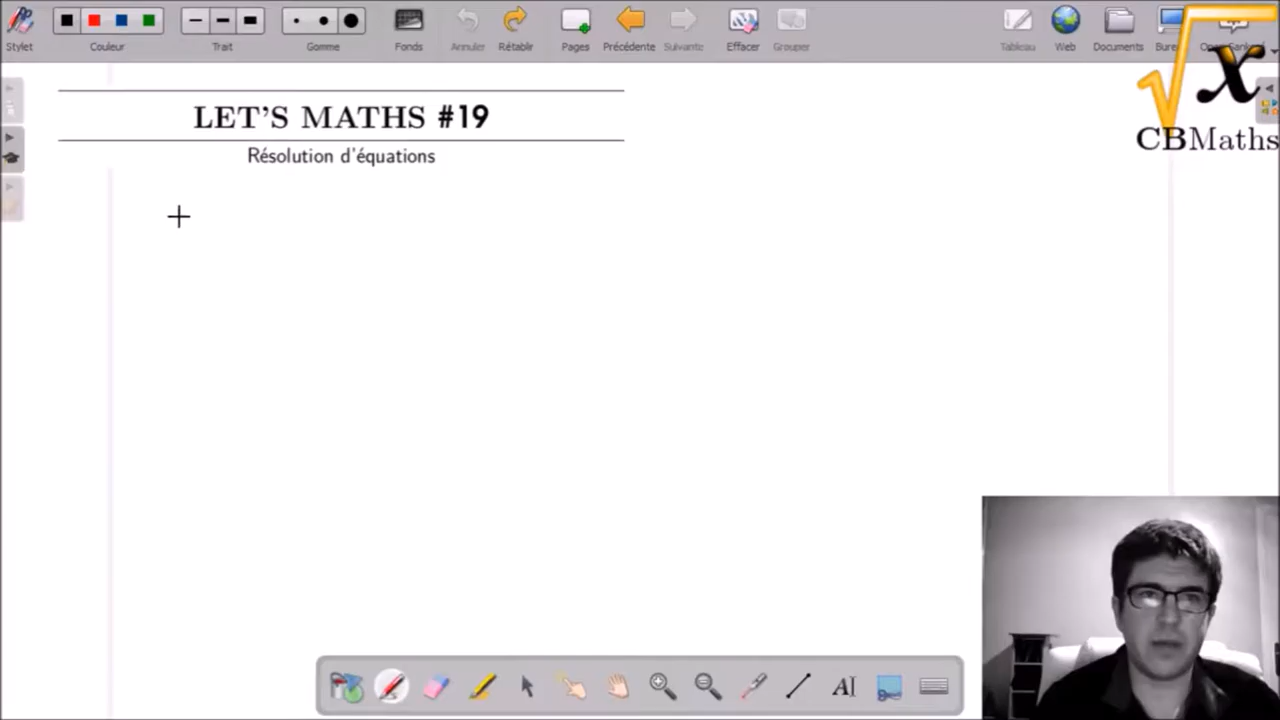 Stylet
Couleur
Trait
Gomme
Fonds
Annuler
Rétablir
Pages
Précédente
Suivante
Effacer
Grouper
Tableau
Web
Documents
LET'S MATHS #19
Résolution d'équations
x
CBMaths
AI